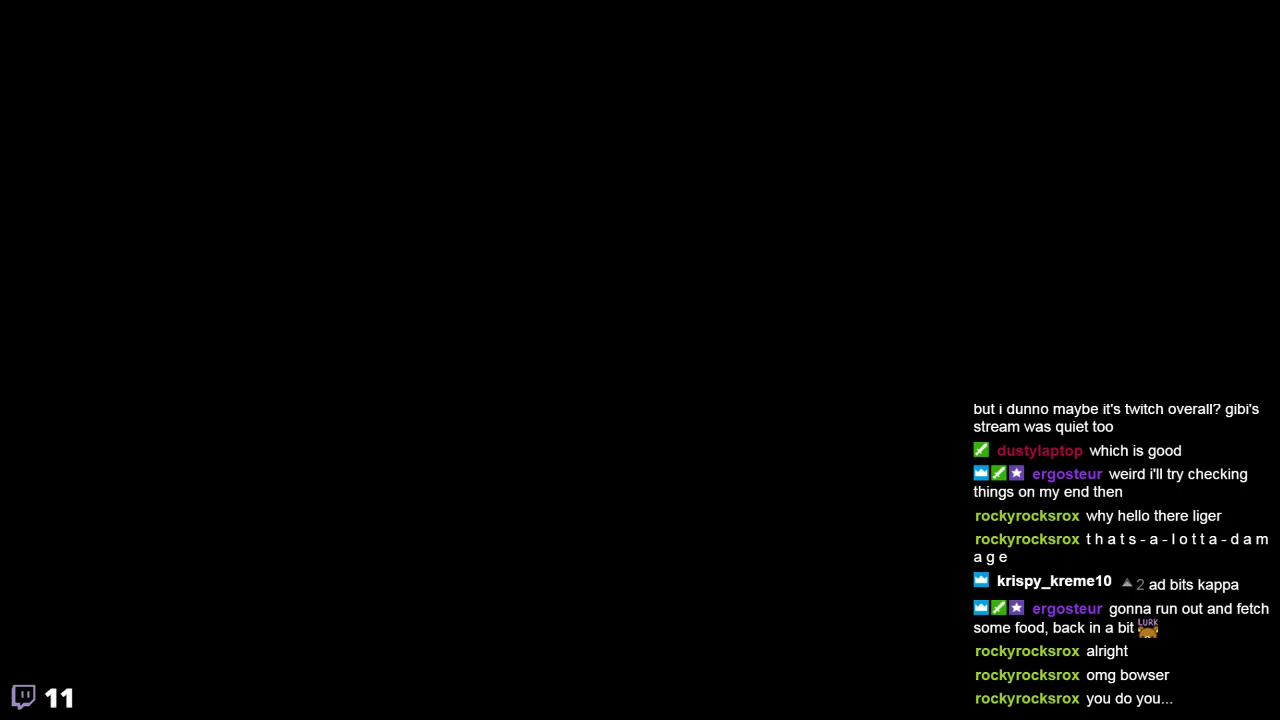 but i dunno maybe it's twitch overall? gibi's
stream was quiet too
dustylaptop which is good
ergosteur weird i'll try checking
things on my end then
rockyrocksrox why hello there liger
rockyrocksrox t h a t s - a - l o t t a - d a m
a g e
krispy_kreme10 2 ad bits kappa
ergosteur gonna run out and fetch
some food, back in a bit LURK
rockyrocksrox alright
rockyrocksrox omg bowser
rockyrocksrox you do you...
11